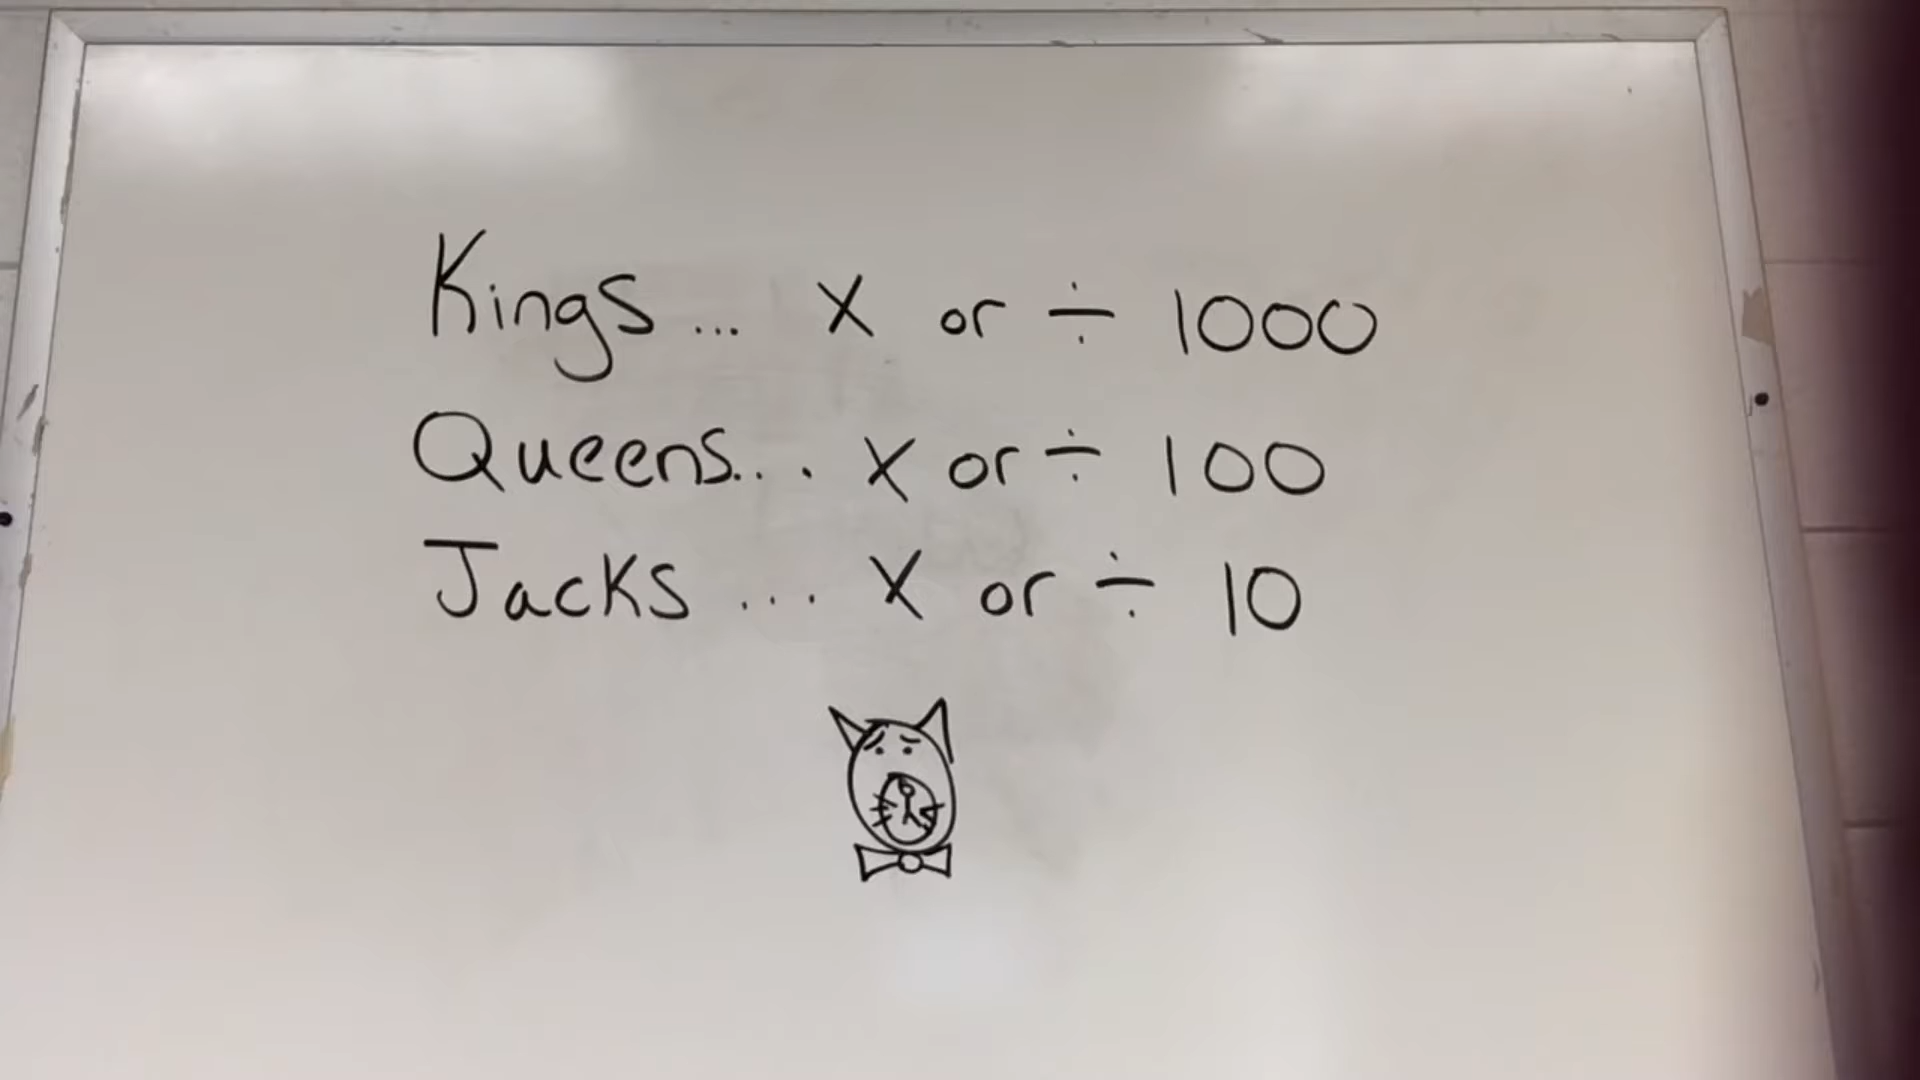 Kings... X or ÷ 1000
Queens... X or ÷ 100
Jacks... X or ÷ 10